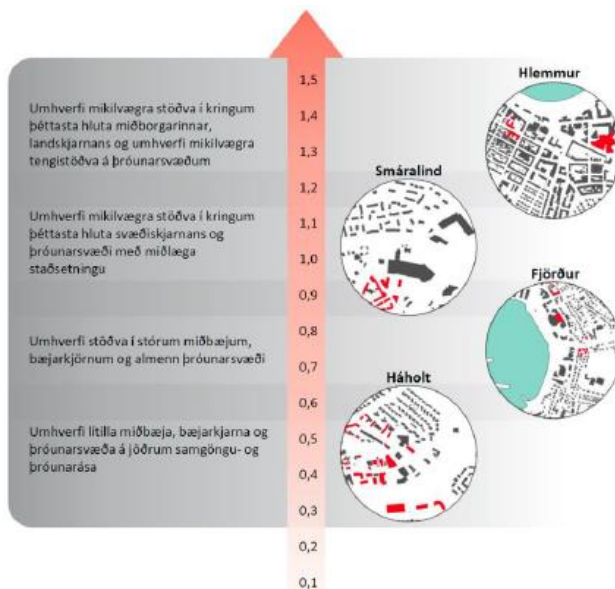 1,5
Hlemmur
Umhverfi mikilvægra stöðva í kringum
þéttasta hluta miðborgarinnar,
landskjarnans og umhverfi mikilvægra
tengistöðva á þróunarsvæðum
1,4
1,3
Smáralind
1,2
Umhverfi mikilvægra stöðva í kringum
þéttasta hluta svæðiskjarnans og
þróunarsvæði með miðlæga
staðsetningu
1,1
1,0
Fjörður
0,9
Umhverfi stöðva í stórum miðbæjum,
bæjarkjörnum og almenn þróunarsvæði
0,8
0,7
Háholt
0,6
Umhverfi lítilla miðbæja, bæjarkjarna og
þróunarsvæða á jöðrum samgöngu- og
þróunarása
0,5
0,4
0,3
0,2
0,1